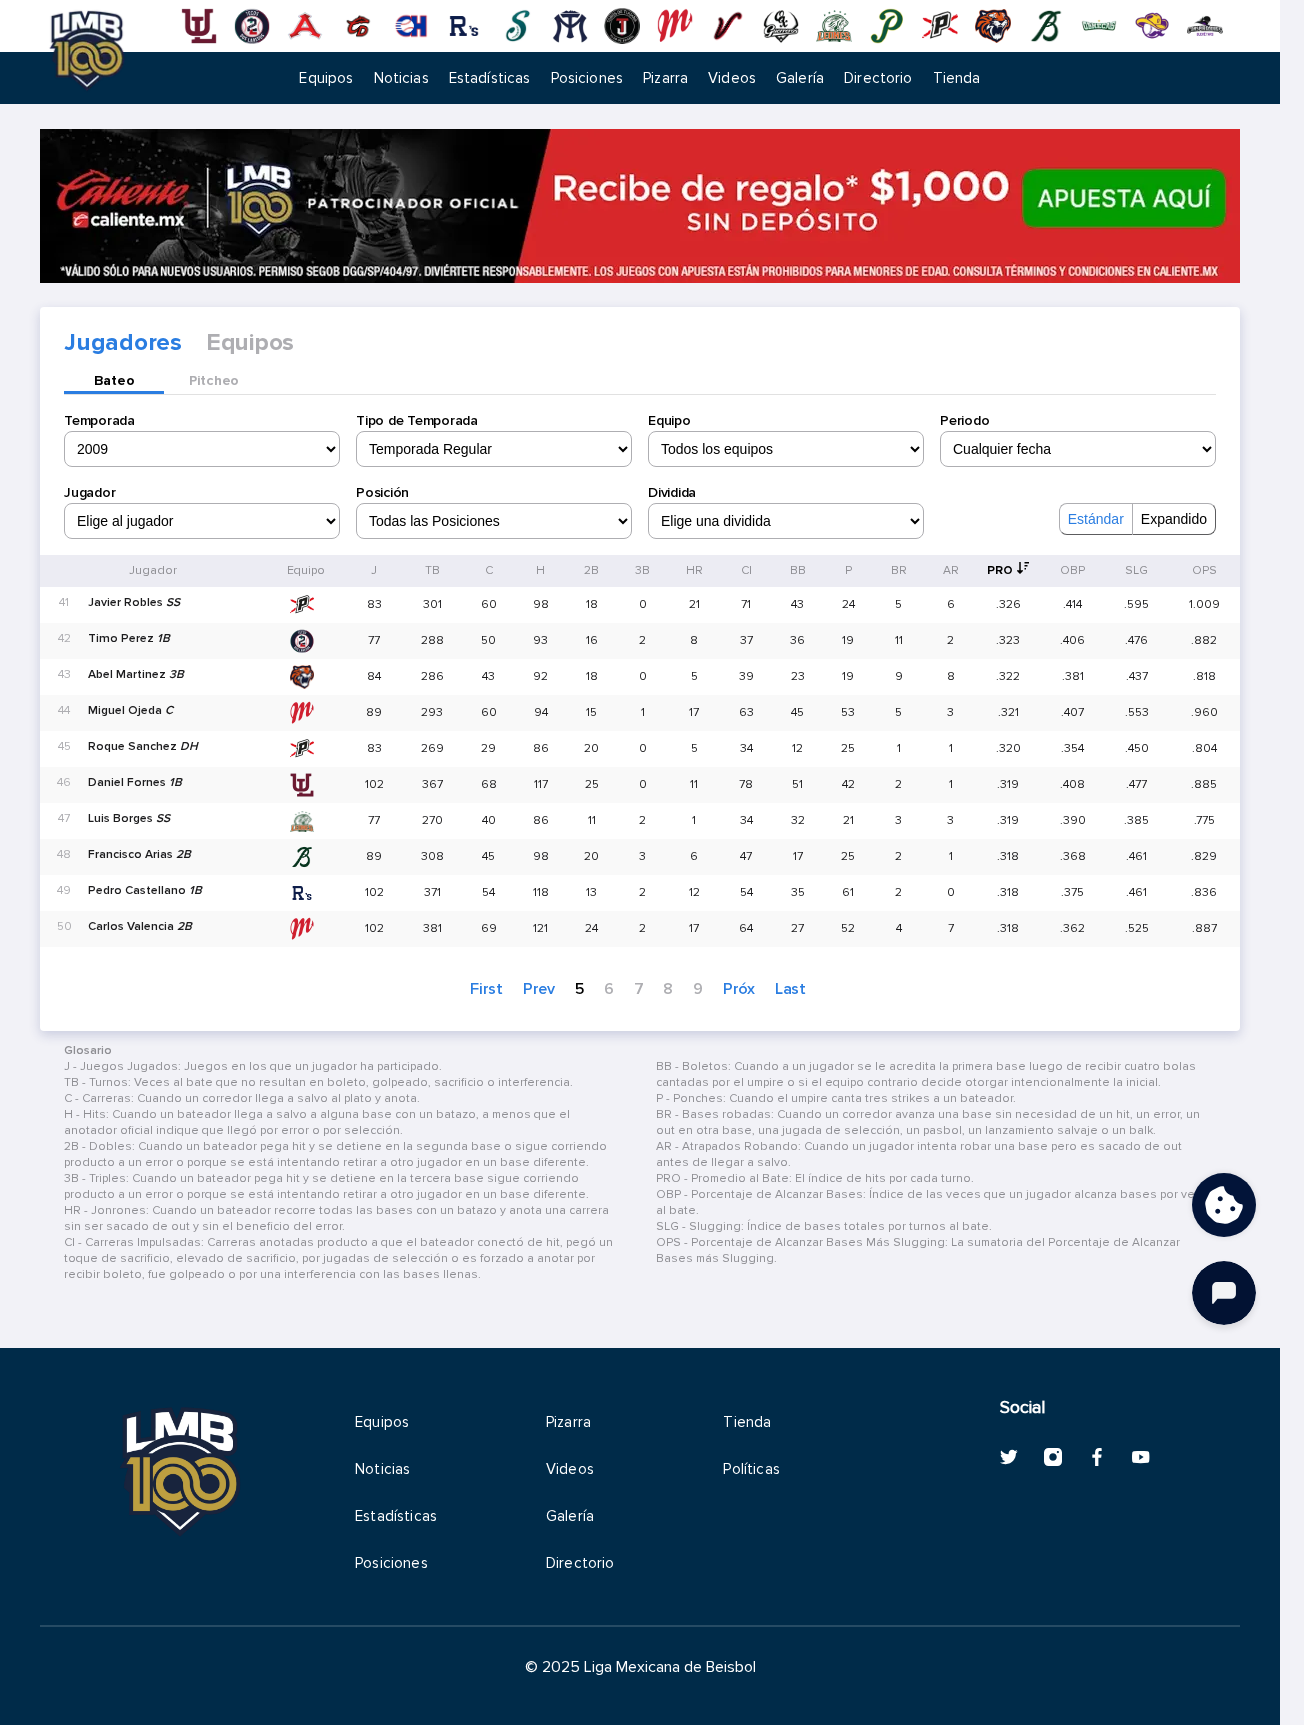 LMB
100
Equipos Noticias Estadísticas Posiciones Pizarra Videos Galería Directorio Tienda
Caliente
caliente.mx
LMB
100
PATROCINADOR OFICIAL
Recibe de regalo* $1,000
SIN DEPÓSITO
APUESTA AQUÍ
*VÁLIDO SÓLO PARA NUEVOS USUARIOS. PERMISO SEGOB DGG/SP/404/97. DIVIÉRTETE RESPONSABLEMENTE. LOS JUEGOS CON APUESTA ESTÁN PROHIBIDOS PARA MENORES DE EDAD. CONSULTA TÉRMINOS Y CONDICIONES EN CALIENTE.MX
Jugadores Equipos
Bateo Pitcheo
Temporada Tipo de Temporada Equipo Periodo
2009 Temporada Regular Todos los equipos Cualquier fecha
Jugador Posición Dividida
Elige al jugador Todas las Posiciones Elige una dividida Estándar Expandido
Jugador Equipo J TB C H 2B 3B HR CI BB P BR AR PRO OBP SLG OPS
41 Javier Robles SS 83 301 60 98 18 0 21 71 43 24 5 6 .326 .414 .595 1.009
42 Timo Perez 1B 77 288 50 93 16 2 8 37 36 19 11 2 .323 .406 .476 .882
43 Abel Martinez 3B 84 286 43 92 18 0 5 39 23 19 9 8 .322 .381 .437 .818
44 Miguel Ojeda C 89 293 60 94 15 1 17 63 45 53 5 3 .321 .407 .553 .960
45 Roque Sanchez DH 83 269 29 86 20 0 5 34 12 25 1 1 .320 .354 .450 .804
46 Daniel Fornes 1B 102 367 68 117 25 0 11 78 51 42 2 1 .319 .408 .477 .885
47 Luis Borges SS 77 270 40 86 11 2 1 34 32 21 3 3 .319 .390 .385 .775
48 Francisco Arias 2B 89 308 45 98 20 3 6 47 17 25 2 1 .318 .368 .461 .829
49 Pedro Castellano 1B 102 371 54 118 13 2 12 54 35 61 2 0 .318 .375 .461 .836
50 Carlos Valencia 2B 102 381 69 121 24 2 17 64 27 52 4 7 .318 .362 .525 .887
First Prev 5 6 7 8 9 Próx Last
Glosario
J - Juegos Jugados: Juegos en los que un jugador ha participado.
TB - Turnos: Veces al bate que no resultan en boleto, golpeado, sacrificio o interferencia.
C - Carreras: Cuando un corredor llega a salvo al plato y anota.
H - Hits: Cuando un bateador llega a salvo a alguna base con un batazo, a menos que el
anotador oficial indique que llegó por error o por selección.
2B - Dobles: Cuando un bateador pega hit y se detiene en la segunda base o sigue corriendo
producto a un error o porque se está intentando retirar a otro jugador en un base diferente.
3B - Triples: Cuando un bateador pega hit y se detiene en la tercera base sigue corriendo
producto a un error o porque se está intentando retirar a otro jugador en un base diferente.
HR - Jonrones: Cuando un bateador recorre todas las bases con un batazo y anota una carrera
sin ser sacado de out y sin el beneficio del error.
CI - Carreras Impulsadas: Carreras anotadas producto a que el bateador conectó de hit, pegó un
toque de sacrificio, elevado de sacrificio, por jugadas de selección o es forzado a anotar por
recibir boleto, fue golpeado o por una interferencia con las bases llenas.
BB - Boletos: Cuando a un jugador se le acredita la primera base luego de recibir cuatro bolas
cantadas por el umpire o si el equipo contrario decide otorgar intencionalmente la inicial.
P - Ponches: Cuando el umpire canta tres strikes a un bateador.
BR - Bases robadas: Cuando un corredor avanza una base sin necesidad de un hit, un error, un
out en otra base, una jugada de selección, un pasbol, un lanzamiento salvaje o un balk.
AR - Atrapados Robando: Cuando un jugador intenta robar una base pero es sacado de out
antes de llegar a salvo.
PRO - Promedio al Bate: El índice de hits por cada turno.
OBP - Porcentaje de Alcanzar Bases: Índice de las veces que un jugador alcanza bases por ve
al bate.
SLG - Slugging: Índice de bases totales por turnos al bate.
OPS - Porcentaje de Alcanzar Bases Más Slugging: La sumatoria del Porcentaje de Alcanzar
Bases más Slugging.
LMB
100
Equipos Pizarra Tienda
Noticias Videos Políticas
Estadísticas Galería
Posiciones Directorio
Social
© 2025 Liga Mexicana de Beisbol